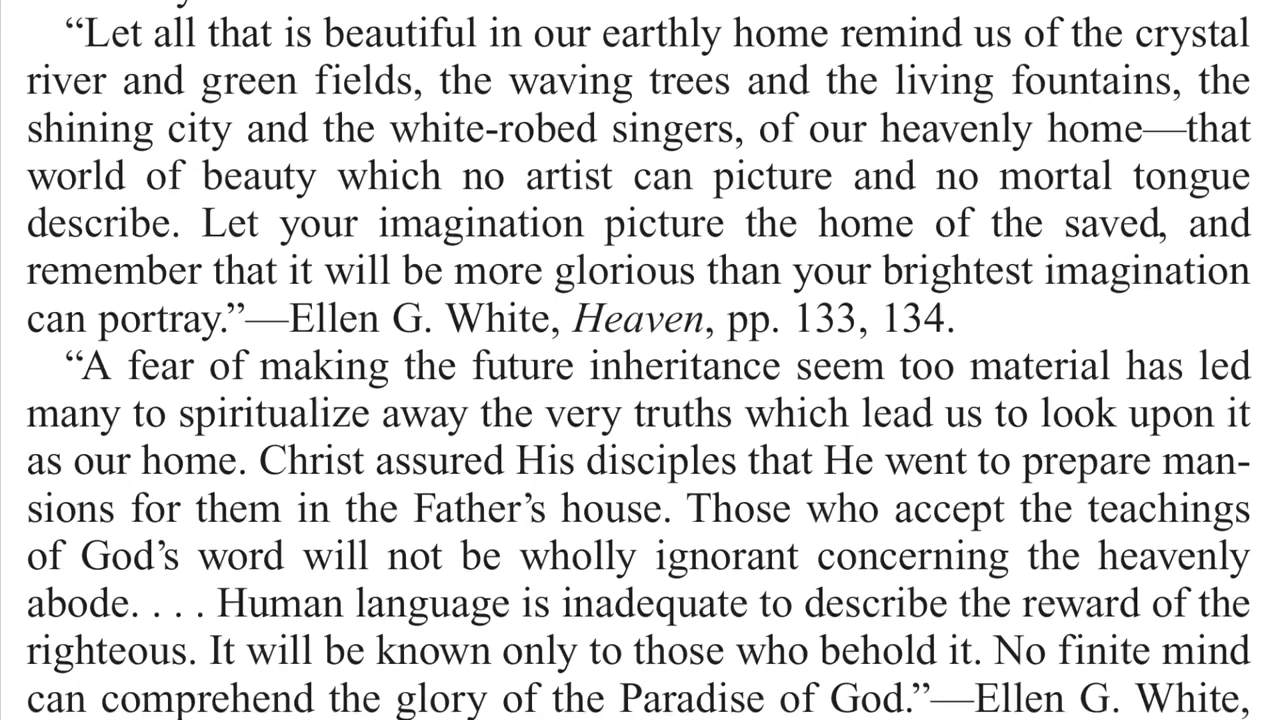 “Let all that is beautiful in our earthly home remind us of the crystal
river and green fields, the waving trees and the living fountains, the
shining city and the white-robed singers, of our heavenly home—that
world of beauty which no artist can picture and no mortal tongue
describe. Let your imagination picture the home of the saved, and
remember that it will be more glorious than your brightest imagination
can portray.”—Ellen G. White, Heaven, pp. 133, 134.
“A fear of making the future inheritance seem too material has led
many to spiritualize away the very truths which lead us to look upon it
as our home. Christ assured His disciples that He went to prepare man-
sions for them in the Father’s house. Those who accept the teachings
of God’s word will not be wholly ignorant concerning the heavenly
abode. . . . Human language is inadequate to describe the reward of the
righteous. It will be known only to those who behold it. No finite mind
can comprehend the glory of the Paradise of God.”—Ellen G. White,